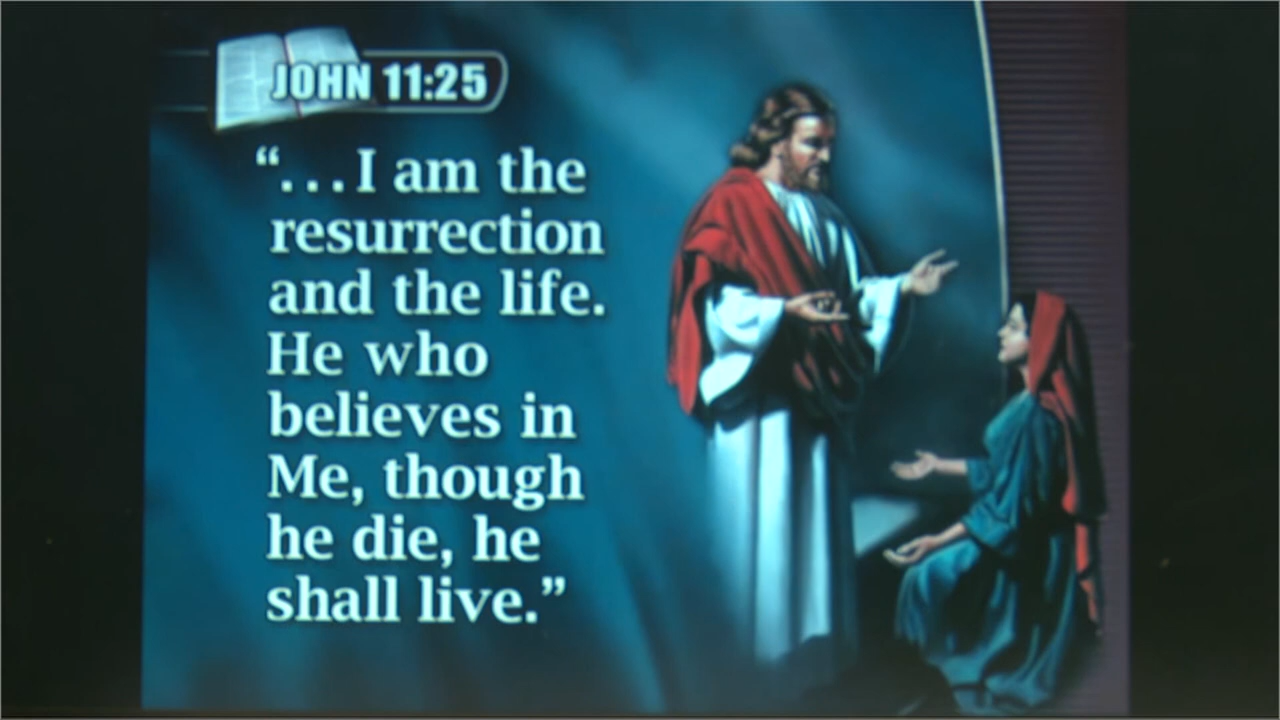 JOHN 11:25
“...I am the
resurrection
and the life.
He who
believes in
Me, though
he die, he
shall live.”